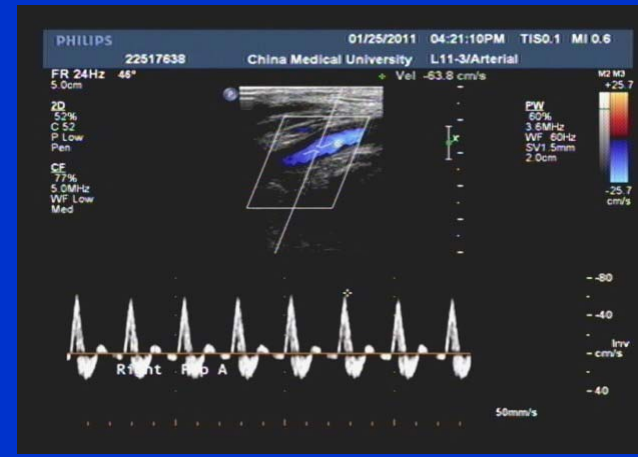 PHILIPS
01/25/2011 04:21:10PM TIS0.1 MI 0.6
22517638 China Medical University L11-3/Arterial
FR 24Hz 46°
5.0cm
+ Vel -63.8 cm/s
M2 M3
+25.7
2D
52%
C 52
P Low
Pen
CF
77%
5.0MHz
WF Low
Med
PW
60%
3.6MHz
WF 60Hz
SV1.5mm
2.0cm
x
-25.7
cm/s
-80
-40
Inv
cm/s
-40
Right Pop A
50mm/s